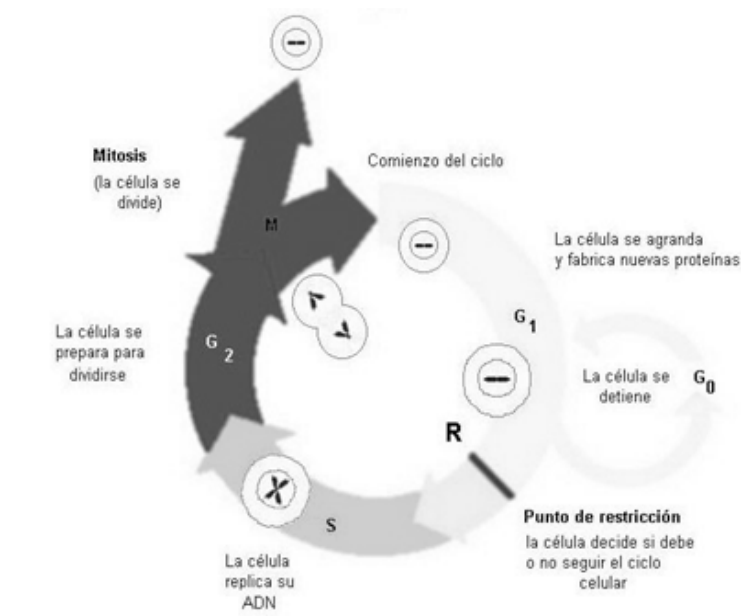 Comienzo del ciclo
Mitosis
(la célula se
divide)
M
La célula se agranda
y fabrica nuevas proteínas
G1
La célula se
detiene
G0
La célula se
prepara para
dividirse
G2
R
Punto de restricción
la célula decide si debe
o no seguir el ciclo
celular
S
La célula
replica su
ADN